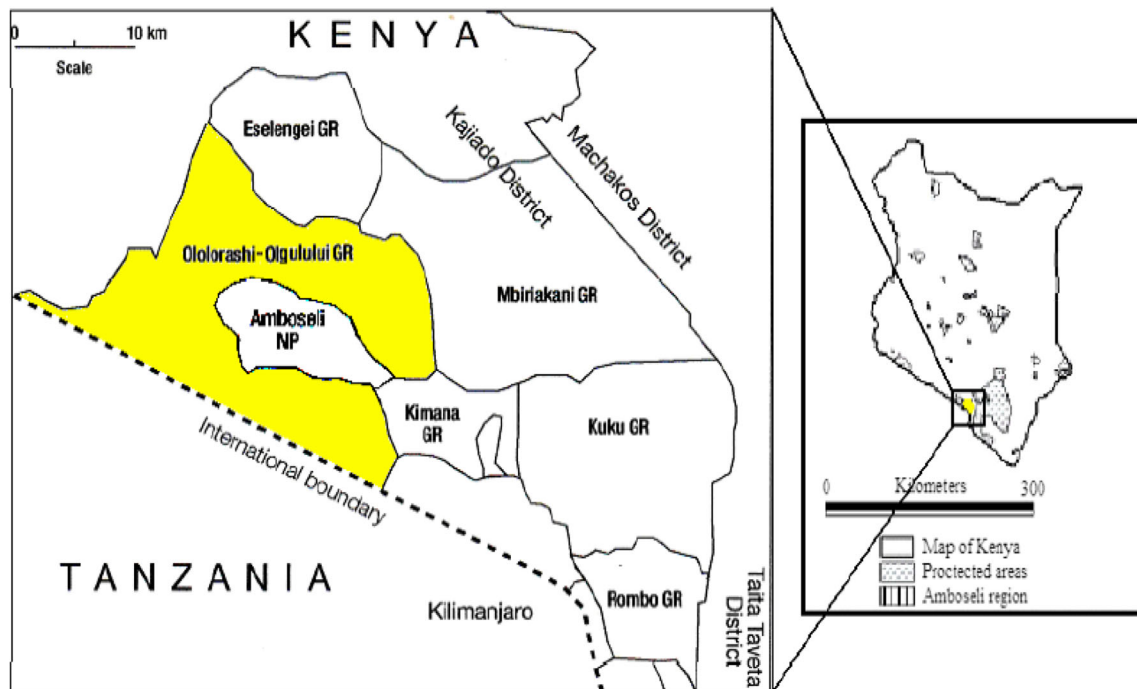 KENYA
0 10 km
Scale
Eselengei GR
Kajiado District
Machakos District
Ololorashi-Olgululului GR
Mbiriakani GR
Amboseli
NP
Kimana
GR
Kuku GR
International boundary
TANZANIA
Kilimanjaro
Rombo GR
Taita Taveta
District
Kilometers
0 300
Map of Kenya
Proctected areas
Amboseli region